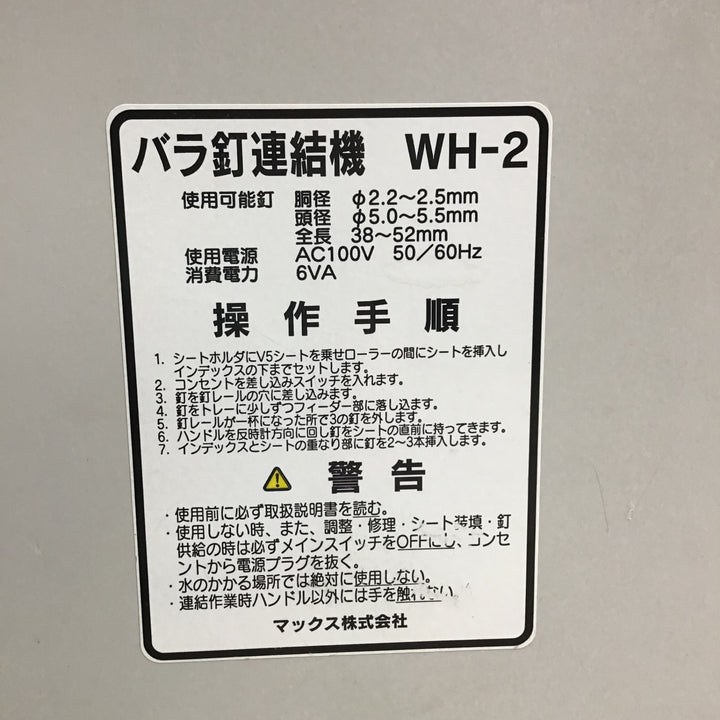 バラ釘連結機 WH-2
使用可能釘 胴径 φ2.2～2.5mm
頭径 φ5.0～5.5mm
全長 38～52mm
使用電源 AC100V 50／60Hz
消費電力 6VA
操作手順
1. シートホルダにV5シートを乗せローラーの間にシートを挿入し
インデックスの下までセットします。
2. コンセントを差し込みスイッチを入れます。
3. 釘を釘レールの穴に差し込みます。
4. 釘をトレーに少しずつフィーダー部に落し込ます。
5. 釘レールが一杯になった所で3の釘を外します。
6. ハンドルを反時計方向に回し釘をシートの直前に持ってきます。
7. インデックスとシートの重なり部に釘を2～3本挿入します。
警告
・使用前に必ず取扱説明書を読む。
・使用しない時、また、調整・修理・シート装填・釘
供給の時は必ずメインスイッチをOFFにし、コンセ
ントから電源プラグを抜く。
・水のかかる場所では絶対に使用しない。
・連結作業時ハンドル以外には手を触れない。
マックス株式会社